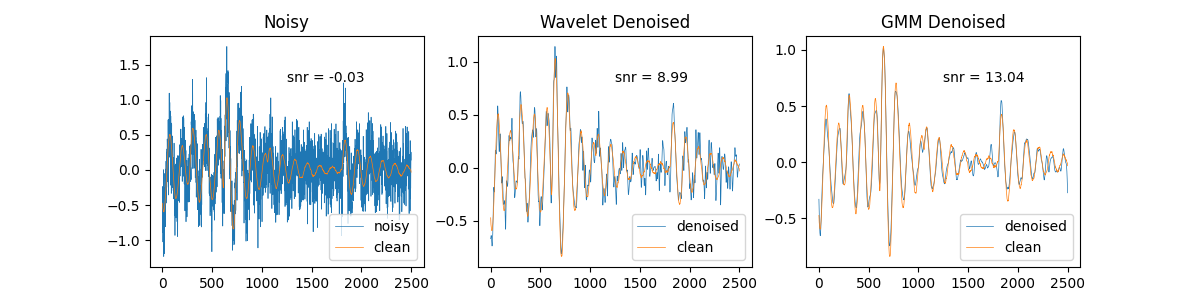 Noisy
snr = -0.03
1.5
1.0
0.5
0.0
−0.5
−1.0
noisy
clean
0 500 1000 1500 2000 2500
Wavelet Denoised
snr = 8.99
1.0
0.5
0.0
−0.5
denoised
clean
0 500 1000 1500 2000 2500
GMM Denoised
snr = 13.04
1.0
0.5
0.0
−0.5
denoised
clean
0 500 1000 1500 2000 2500